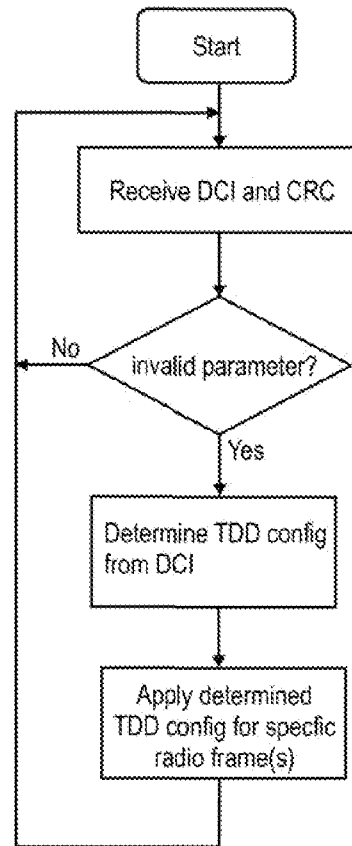 Start
Receive DCI and CRC
invalid parameter?
No
Yes
Determine TDD config
from DCI
Apply determined
TDD config for specfic
radio frame(s)